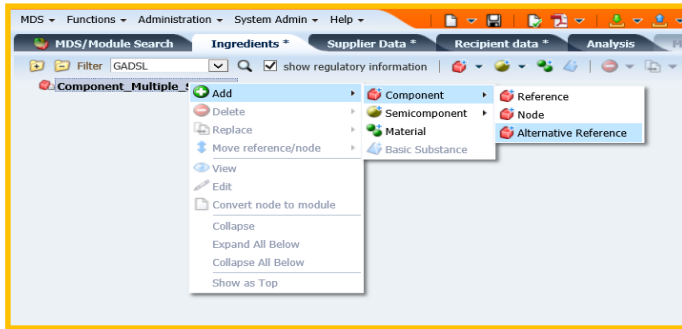 MDS Functions Administration System Admin Help
MDS/Module Search Ingredients * Supplier Data * Recipient data * Analysis
Filter GADSL show regulatory information
Component_Multiple_
Add
Delete
Replace
Move reference/node
View
Edit
Convert node to module
Collapse
Expand All Below
Collapse All Below
Show as Top
Component
Semicomponent
Material
Basic Substance
Reference
Node
Alternative Reference